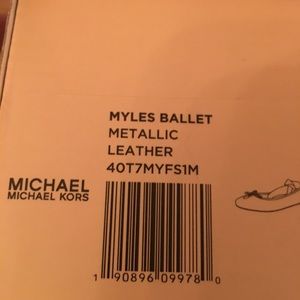 MYLES BALLET
METALLIC
LEATHER
40T7MYFS1M
MICHAEL
MICHAEL KORS
1 90896 09978 0